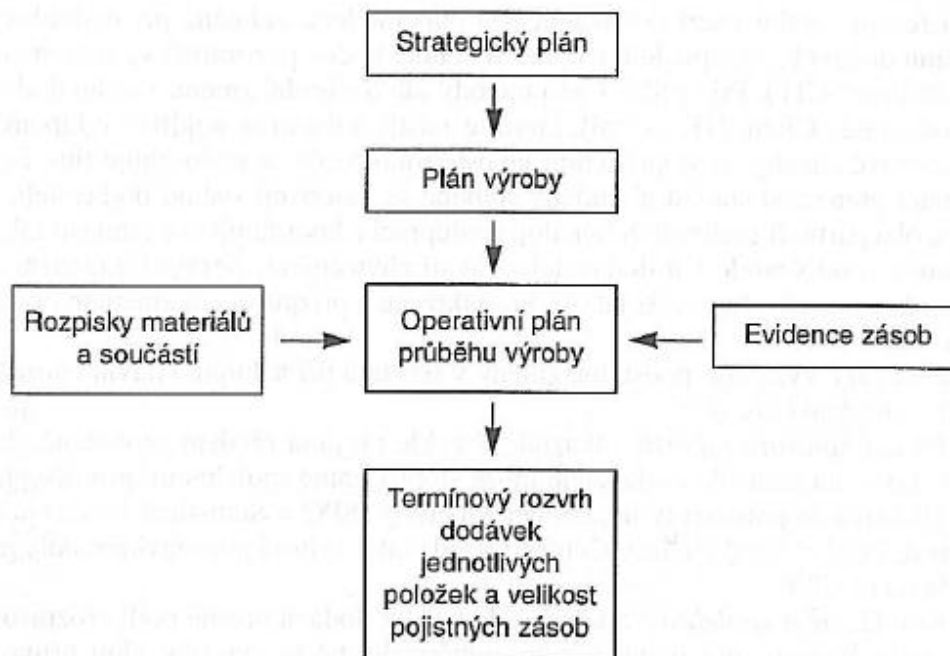 Strategický plán
Plán výroby
Rozpisky materiálů
a součástí
Operativní plán
průběhu výroby
Evidence zásob
Termínový rozvrh
dodávek
jednotlivých
položek a velikost
pojistných zásob